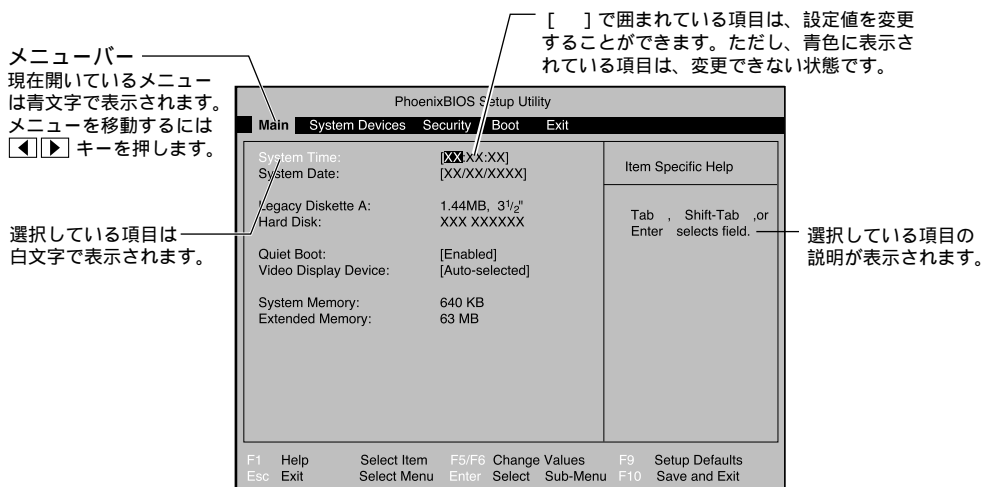 [　]で囲まれている項目は、設定値を変更
することができます。ただし、青色に表示さ
れている項目は、変更できない状態です。
メニューバー
現在開いているメニュー
は青文字で表示されます。
メニューを移動するには
◀ ▶ キーを押します。
選択している項目は
白文字で表示されます。
PhoenixBIOS Setup Utility
Main System Devices Security Boot Exit
System Time: [XX:XX:XX]
System Date: [XX/XX/XXXX]
Legacy Diskette A: 1.44MB, 3 1/2"
Hard Disk: XXX XXXXXX
Quiet Boot: [Enabled]
Video Display Device: [Auto-selected]
System Memory: 640 KB
Extended Memory: 63 MB
Item Specific Help
Tab , Shift-Tab ,or
Enter selects field.
選択している項目の
説明が表示されます。
F1 Help Select Item F5/F6 Change Values F9 Setup Defaults
Esc Exit Select Menu Enter Select Sub-Menu F10 Save and Exit